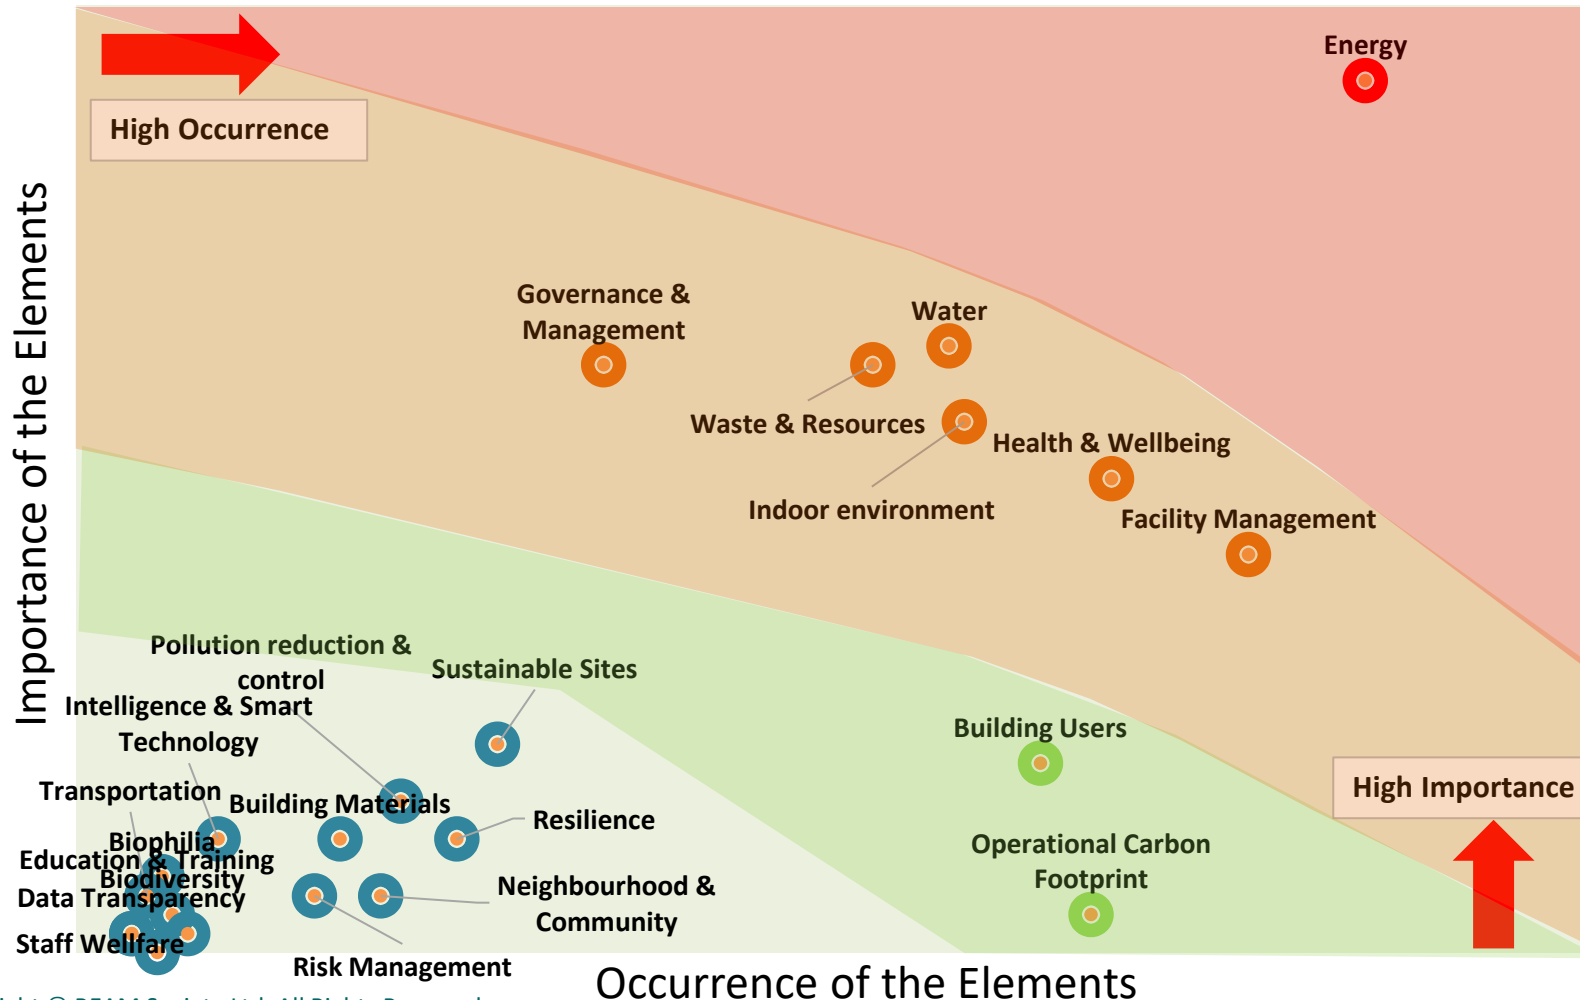 Energy
High Occurrence
Importance of the Elements
Governance &
Management
Water
Waste & Resources
Health & Wellbeing
Indoor environment
Facility Management
Pollution reduction &
control
Sustainable Sites
Intelligence & Smart
Technology
Building Users
Transportation
Building Materials
High Importance
Resilience
Biophilia
Education & Training
Biodiversity
Data Transparency
Operational Carbon
Footprint
Neighbourhood &
Community
Staff Wellfare
Risk Management
Occurrence of the Elements